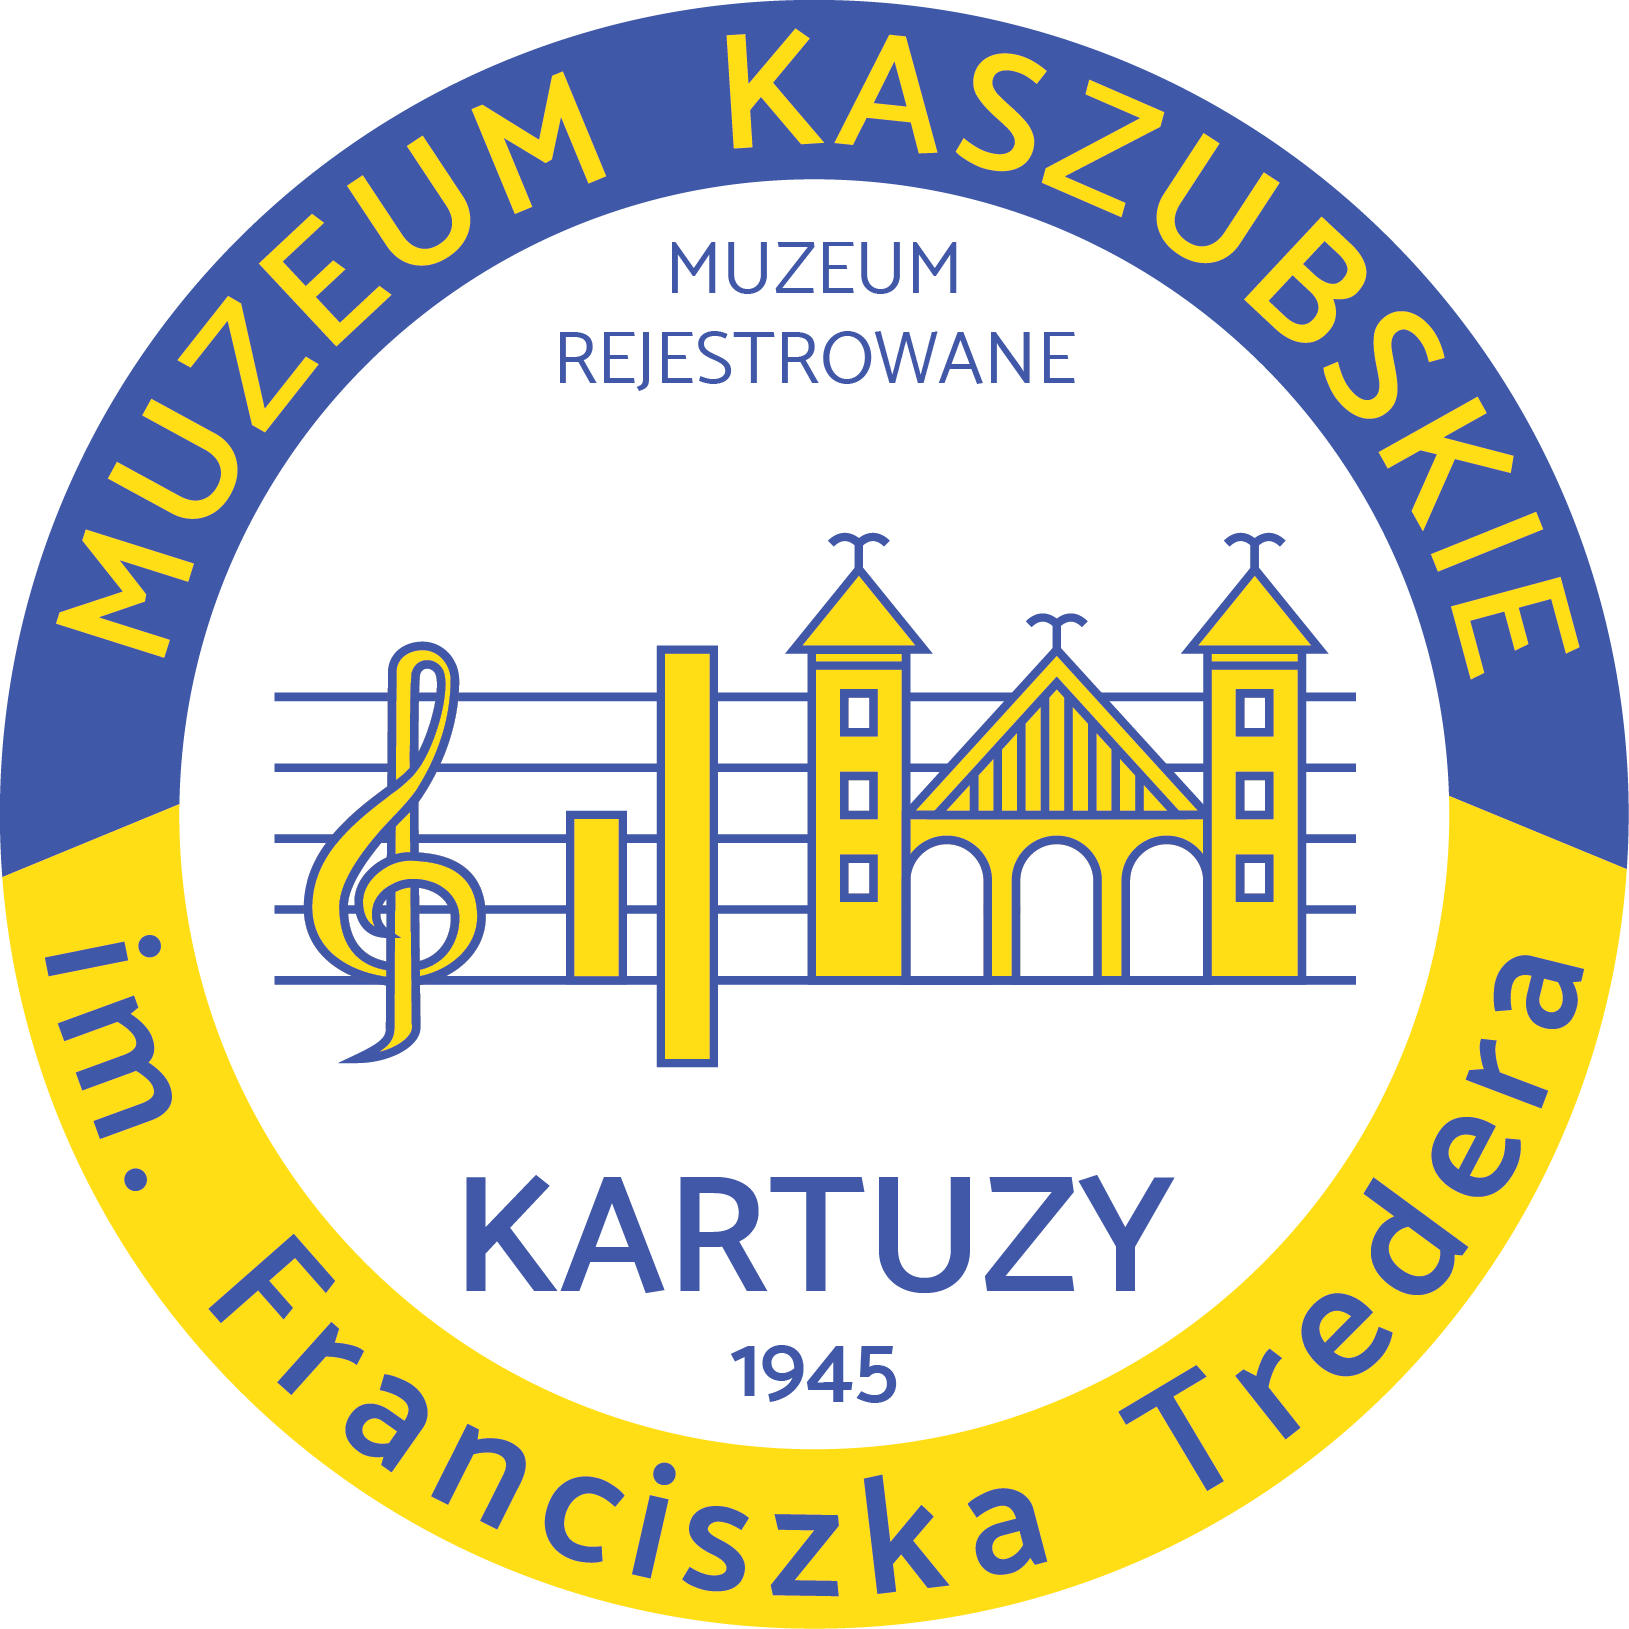 MUZEUM KASZUBSKIE
MUZEUM
REJESTROWANE
KARTUZY
1945
im. Franciszka Tredera